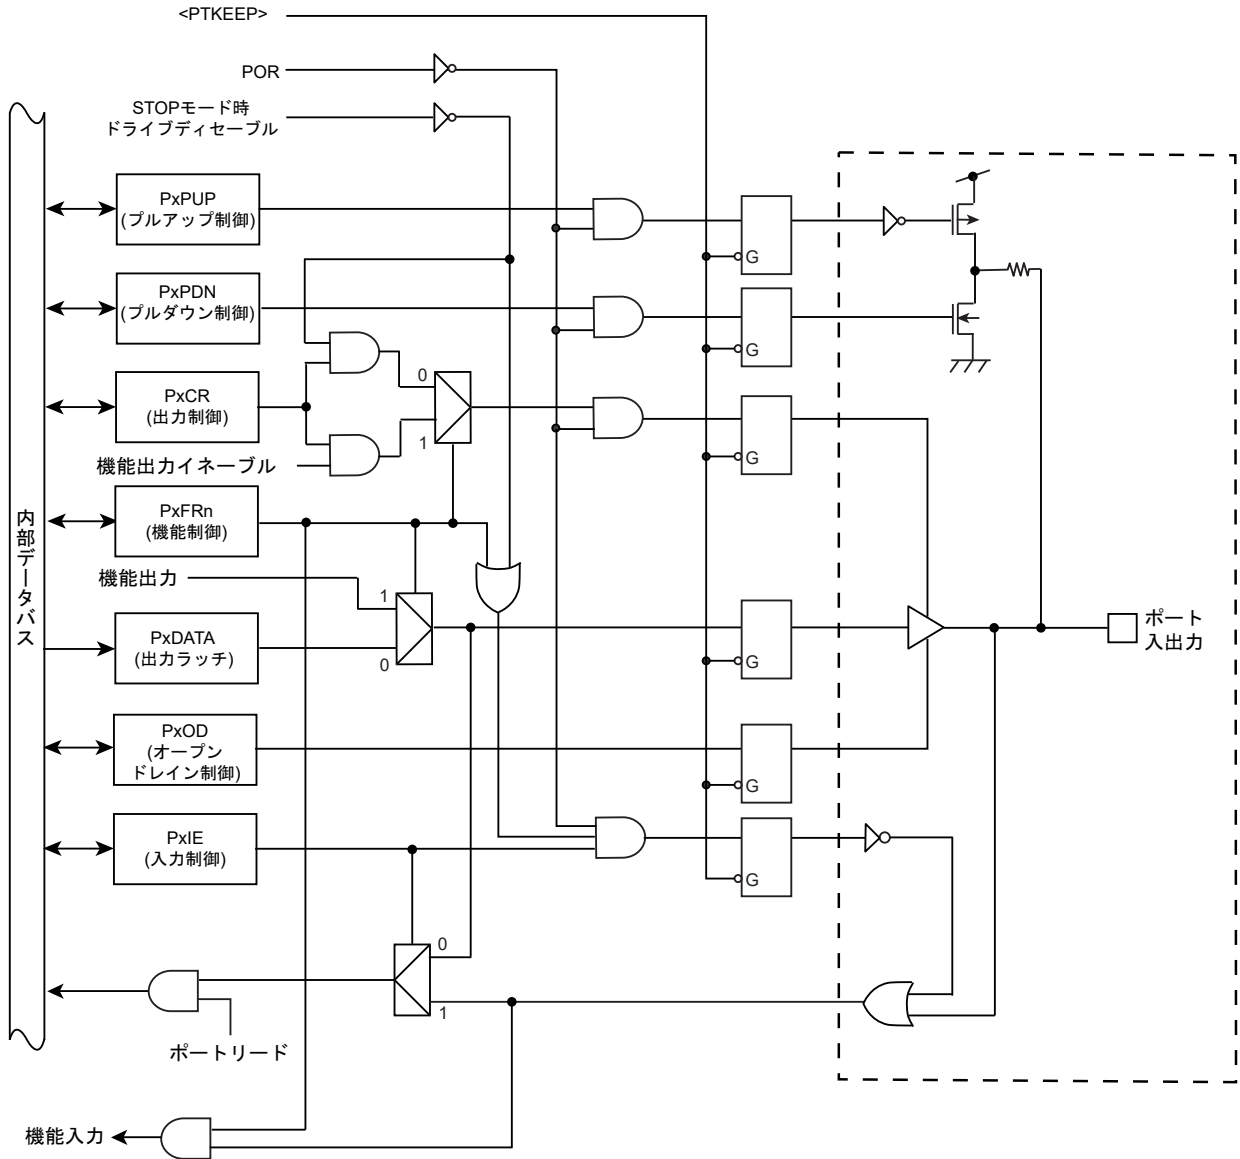 <PTKEEP>
POR
STOPモード時
ドライブディセーブル
PxPUP
(プルアップ制御)
G
PxPDN
(プルダウン制御)
G
PxCR
(出力制御)
0
1
G
機能出力イネーブル
内部データバス
PxFRn
(機能制御)
機能出力
1
0
PxDATA
(出力ラッチ)
G
ポート
入出力
PxOD
(オープン
ドレイン制御)
G
PxIE
(入力制御)
G
0
1
ポートリード
機能入力